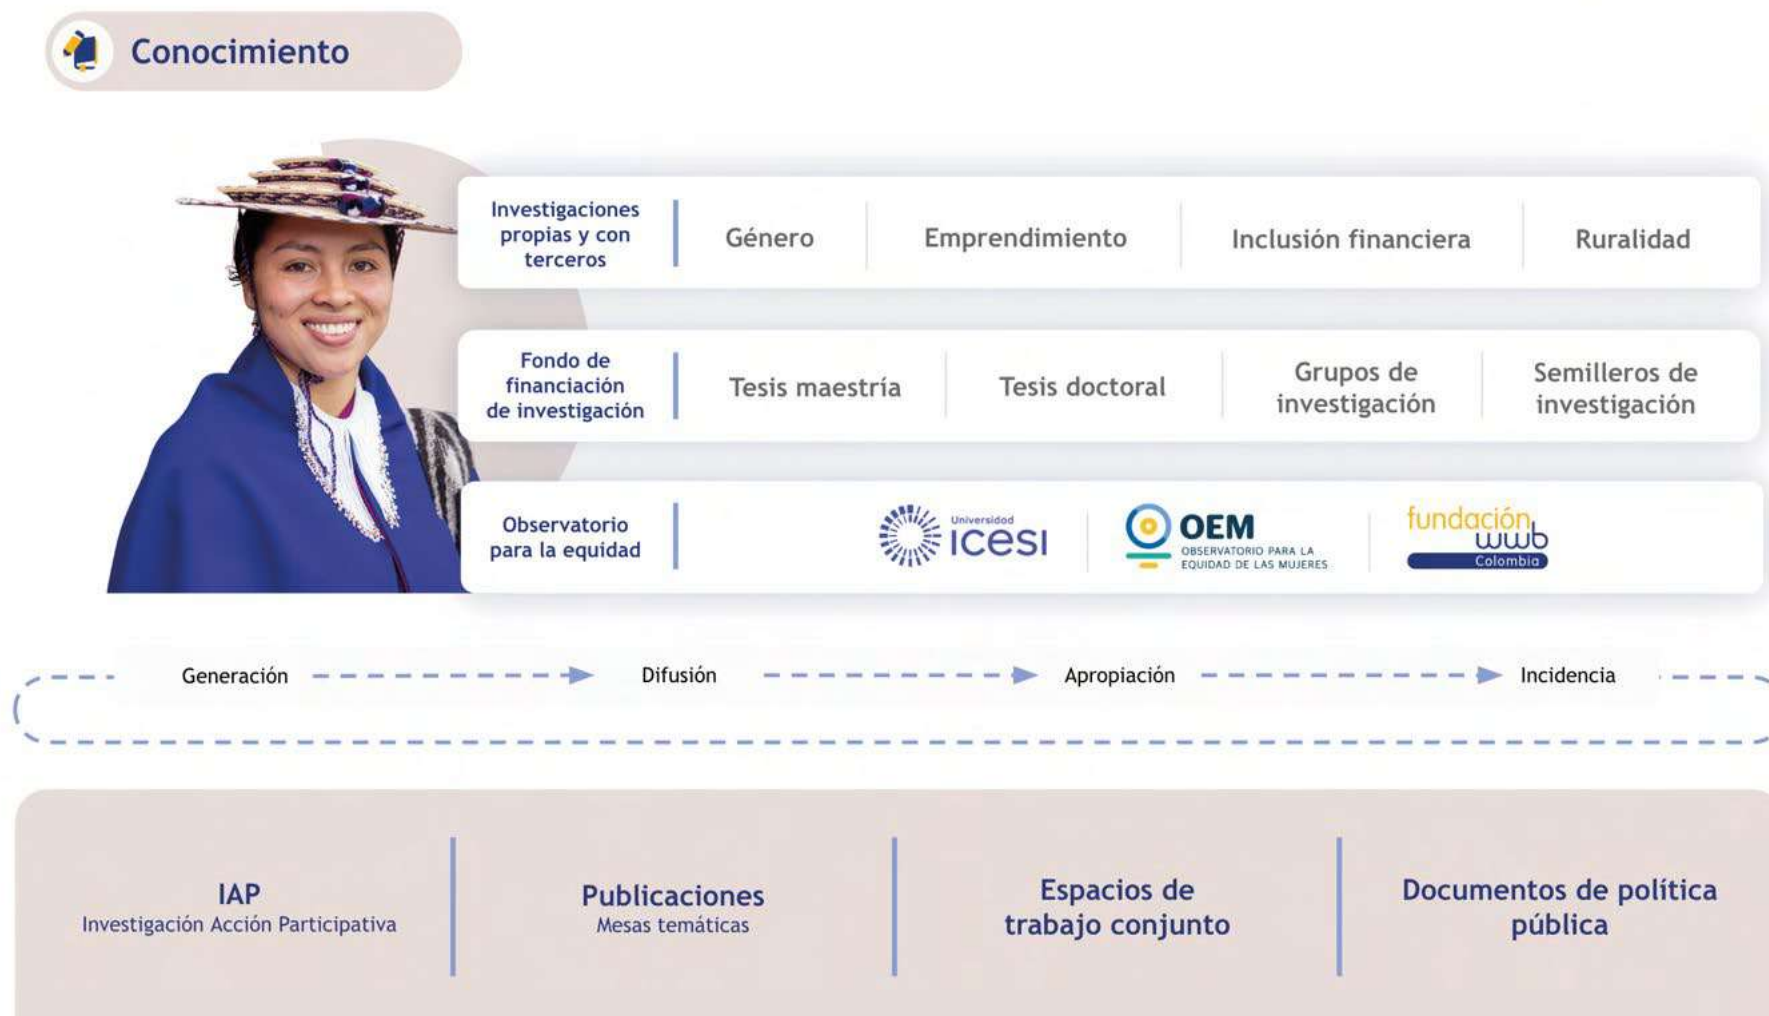 Conocimiento
Investigaciones
propias y con
terceros
Género
Emprendimiento
Inclusión financiera
Ruralidad
Fondo de
financiación
de investigación
Tesis maestría
Tesis doctoral
Grupos de
investigación
Semilleros de
investigación
Observatorio
para la equidad
Universidad
icesi
OEM
OBSERVATORIO PARA LA
EQUIDAD DE LAS MUJERES
fundación
wwb
Colombia
Generación
Difusión
Apropiación
Incidencia
IAP
Investigación Acción Participativa
Publicaciones
Mesas temáticas
Espacios de
trabajo conjunto
Documentos de política
pública